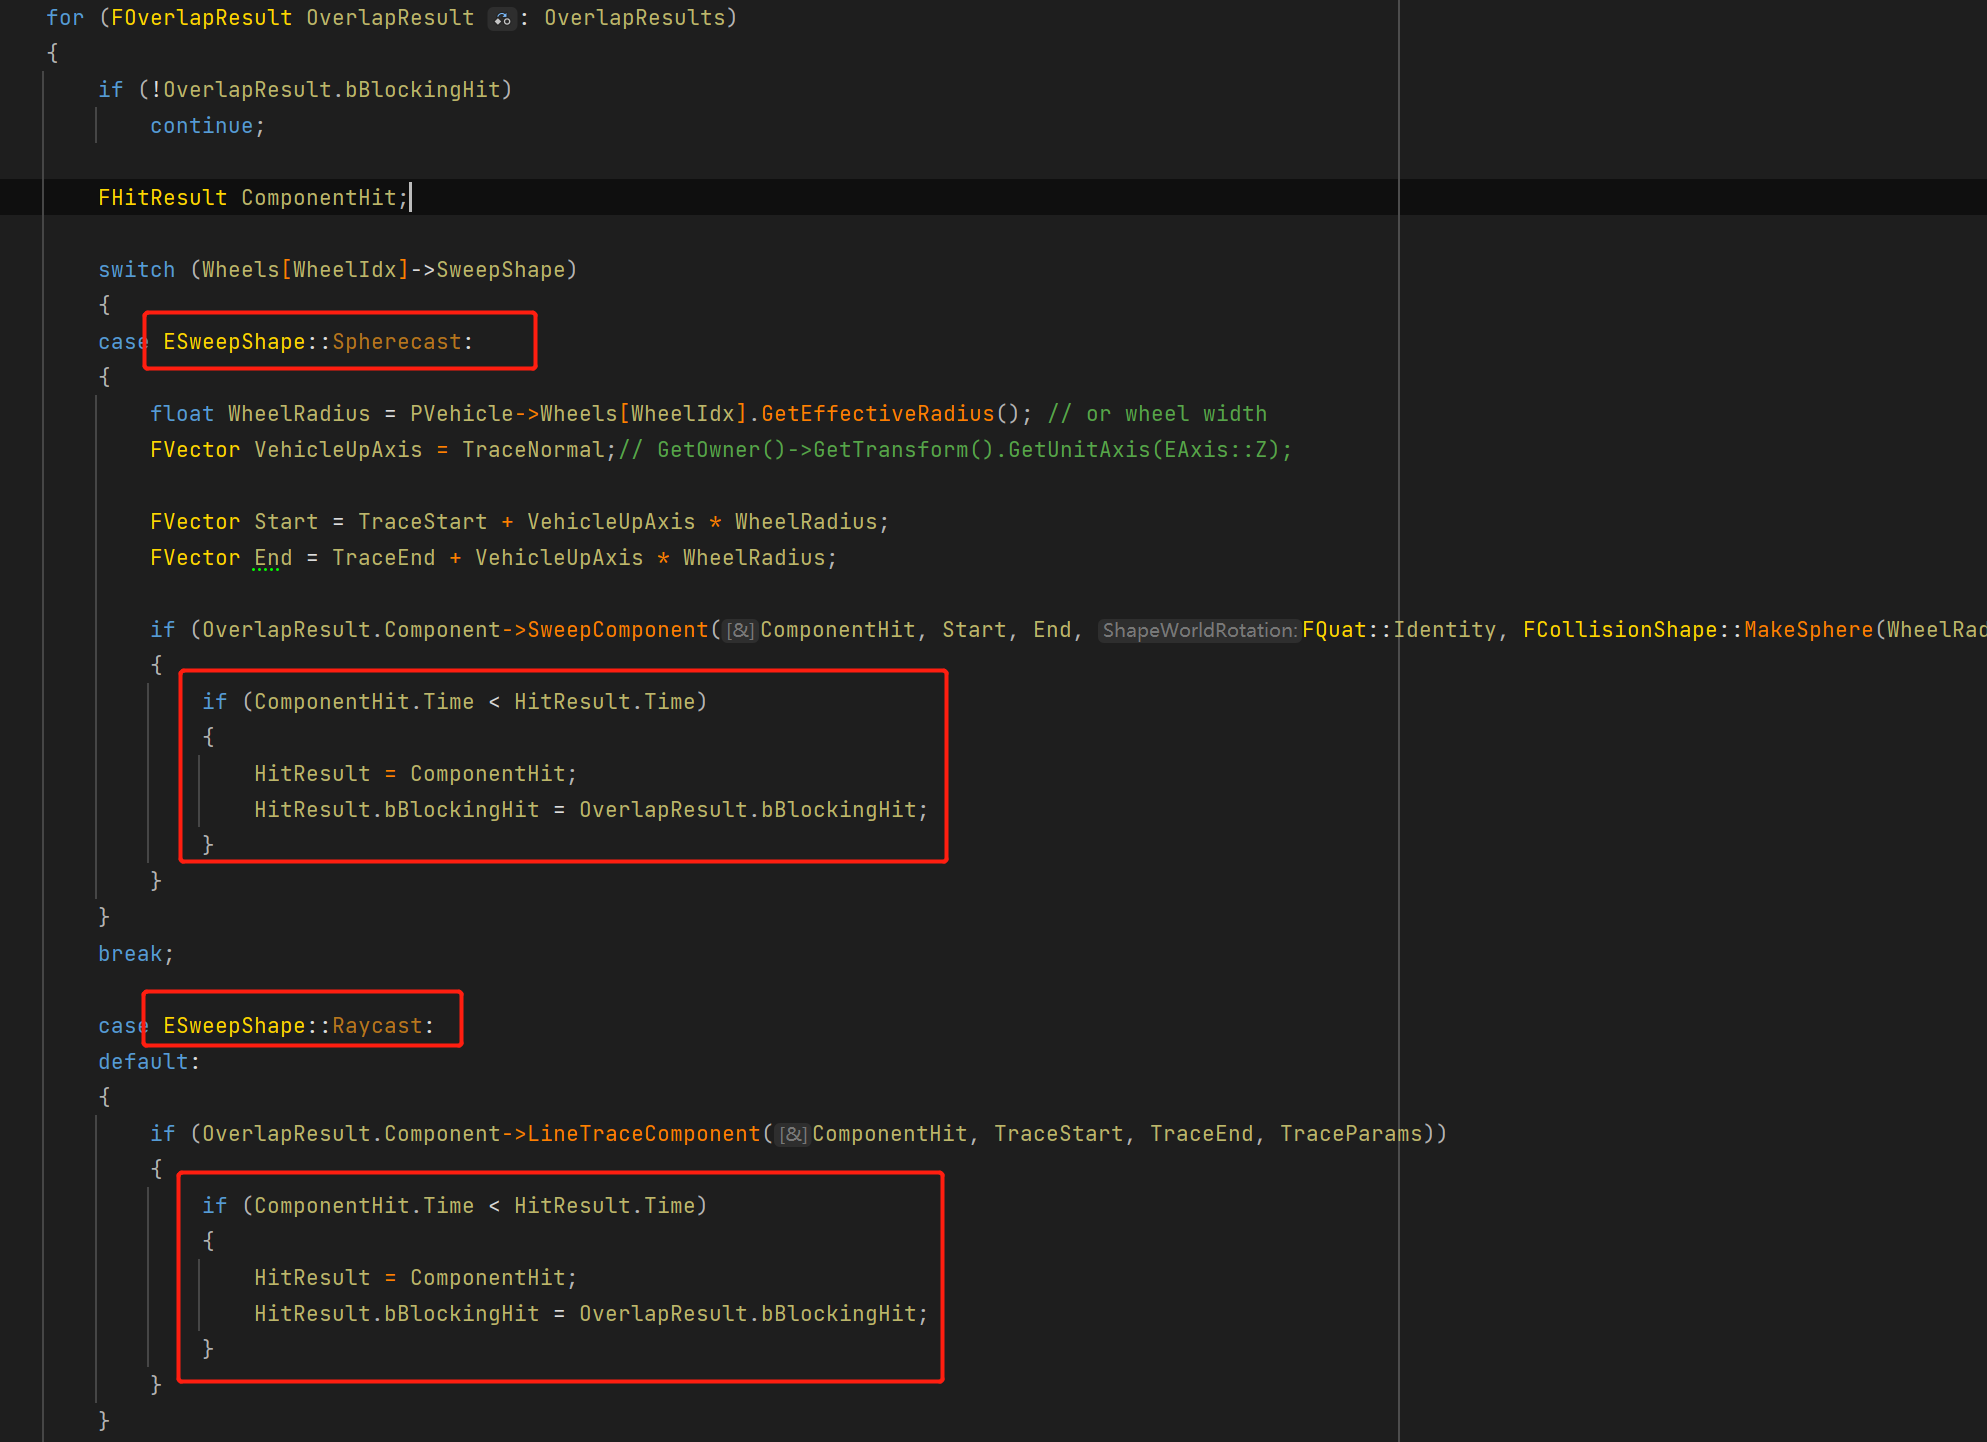 for (FOverlapResult OverlapResult : OverlapResults)
{
if (!OverlapResult.bBlockingHit)
continue;
FHitResult ComponentHit;
switch (Wheels[WheelIdx]->SweepShape)
{
case ESweepShape::Spherecast:
{
float WheelRadius = PVehicle->Wheels[WheelIdx].GetEffectiveRadius(); // or wheel width
FVector VehicleUpAxis = TraceNormal;// GetOwner()->GetTransform().GetUnitAxis(EAxis::Z);
FVector Start = TraceStart + VehicleUpAxis * WheelRadius;
FVector End = TraceEnd + VehicleUpAxis * WheelRadius;
if (OverlapResult.Component->SweepComponent([&]ComponentHit, Start, End, ShapeWorldRotation:FQuat::Identity, FCollisionShape::MakeSphere(WheelRad
{
if (ComponentHit.Time < HitResult.Time)
{
HitResult = ComponentHit;
HitResult.bBlockingHit = OverlapResult.bBlockingHit;
}
}
}
break;
case ESweepShape::Raycast:
default:
{
if (OverlapResult.Component->LineTraceComponent([&]ComponentHit, TraceStart, TraceEnd, TraceParams))
{
if (ComponentHit.Time < HitResult.Time)
{
HitResult = ComponentHit;
HitResult.bBlockingHit = OverlapResult.bBlockingHit;
}
}
}